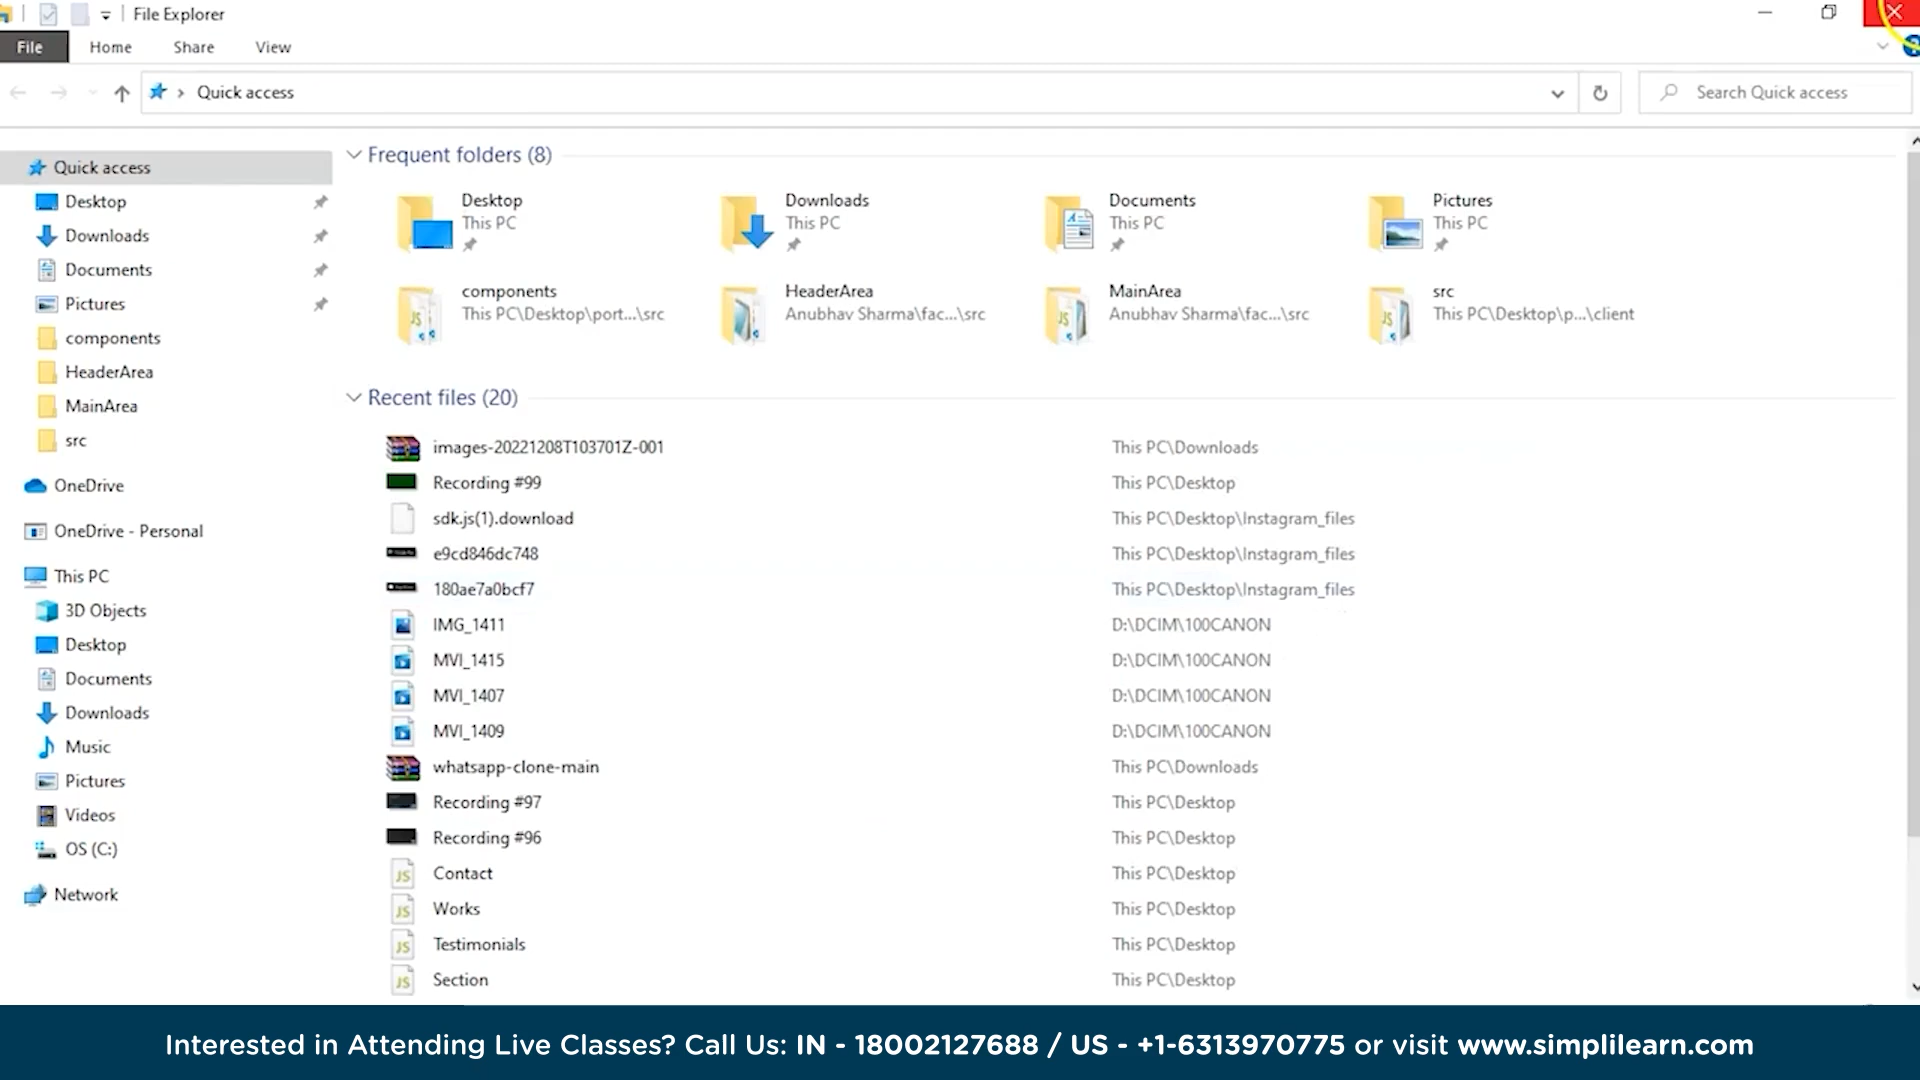 File Explorer
File Home Share View
Quick access
Search Quick access
Quick access
Desktop
Downloads
Documents
Pictures
components
HeaderArea
MainArea
src
OneDrive
OneDrive - Personal
This PC
3D Objects
Desktop
Documents
Downloads
Music
Pictures
Videos
OS (C:)
Network
Frequent folders (8)
Desktop
This PC
Downloads
This PC
Documents
This PC
Pictures
This PC
components
This PC\Desktop\port...\src
HeaderArea
Anubhav Sharma\fac...\src
MainArea
Anubhav Sharma\fac...\src
src
This PC\Desktop\p...\client
Recent files (20)
images-20221208T103701Z-001 This PC\Downloads
Recording #99 This PC\Desktop
sdk.js(1).download This PC\Desktop\Instagram_files
e9cd846dc748 This PC\Desktop\Instagram_files
180ae7a0bcf7 This PC\Desktop\Instagram_files
IMG_1411 D:\DCIM\100CANON
MVI_1415 D:\DCIM\100CANON
MVI_1407 D:\DCIM\100CANON
MVI_1409 D:\DCIM\100CANON
whatsapp-clone-main This PC\Downloads
Recording #97 This PC\Desktop
Recording #96 This PC\Desktop
Contact This PC\Desktop
Works This PC\Desktop
Testimonials This PC\Desktop
Section This PC\Desktop
Interested in Attending Live Classes? Call Us: IN - 18002127688 / US - +1-6313970775 or visit www.simplilearn.com